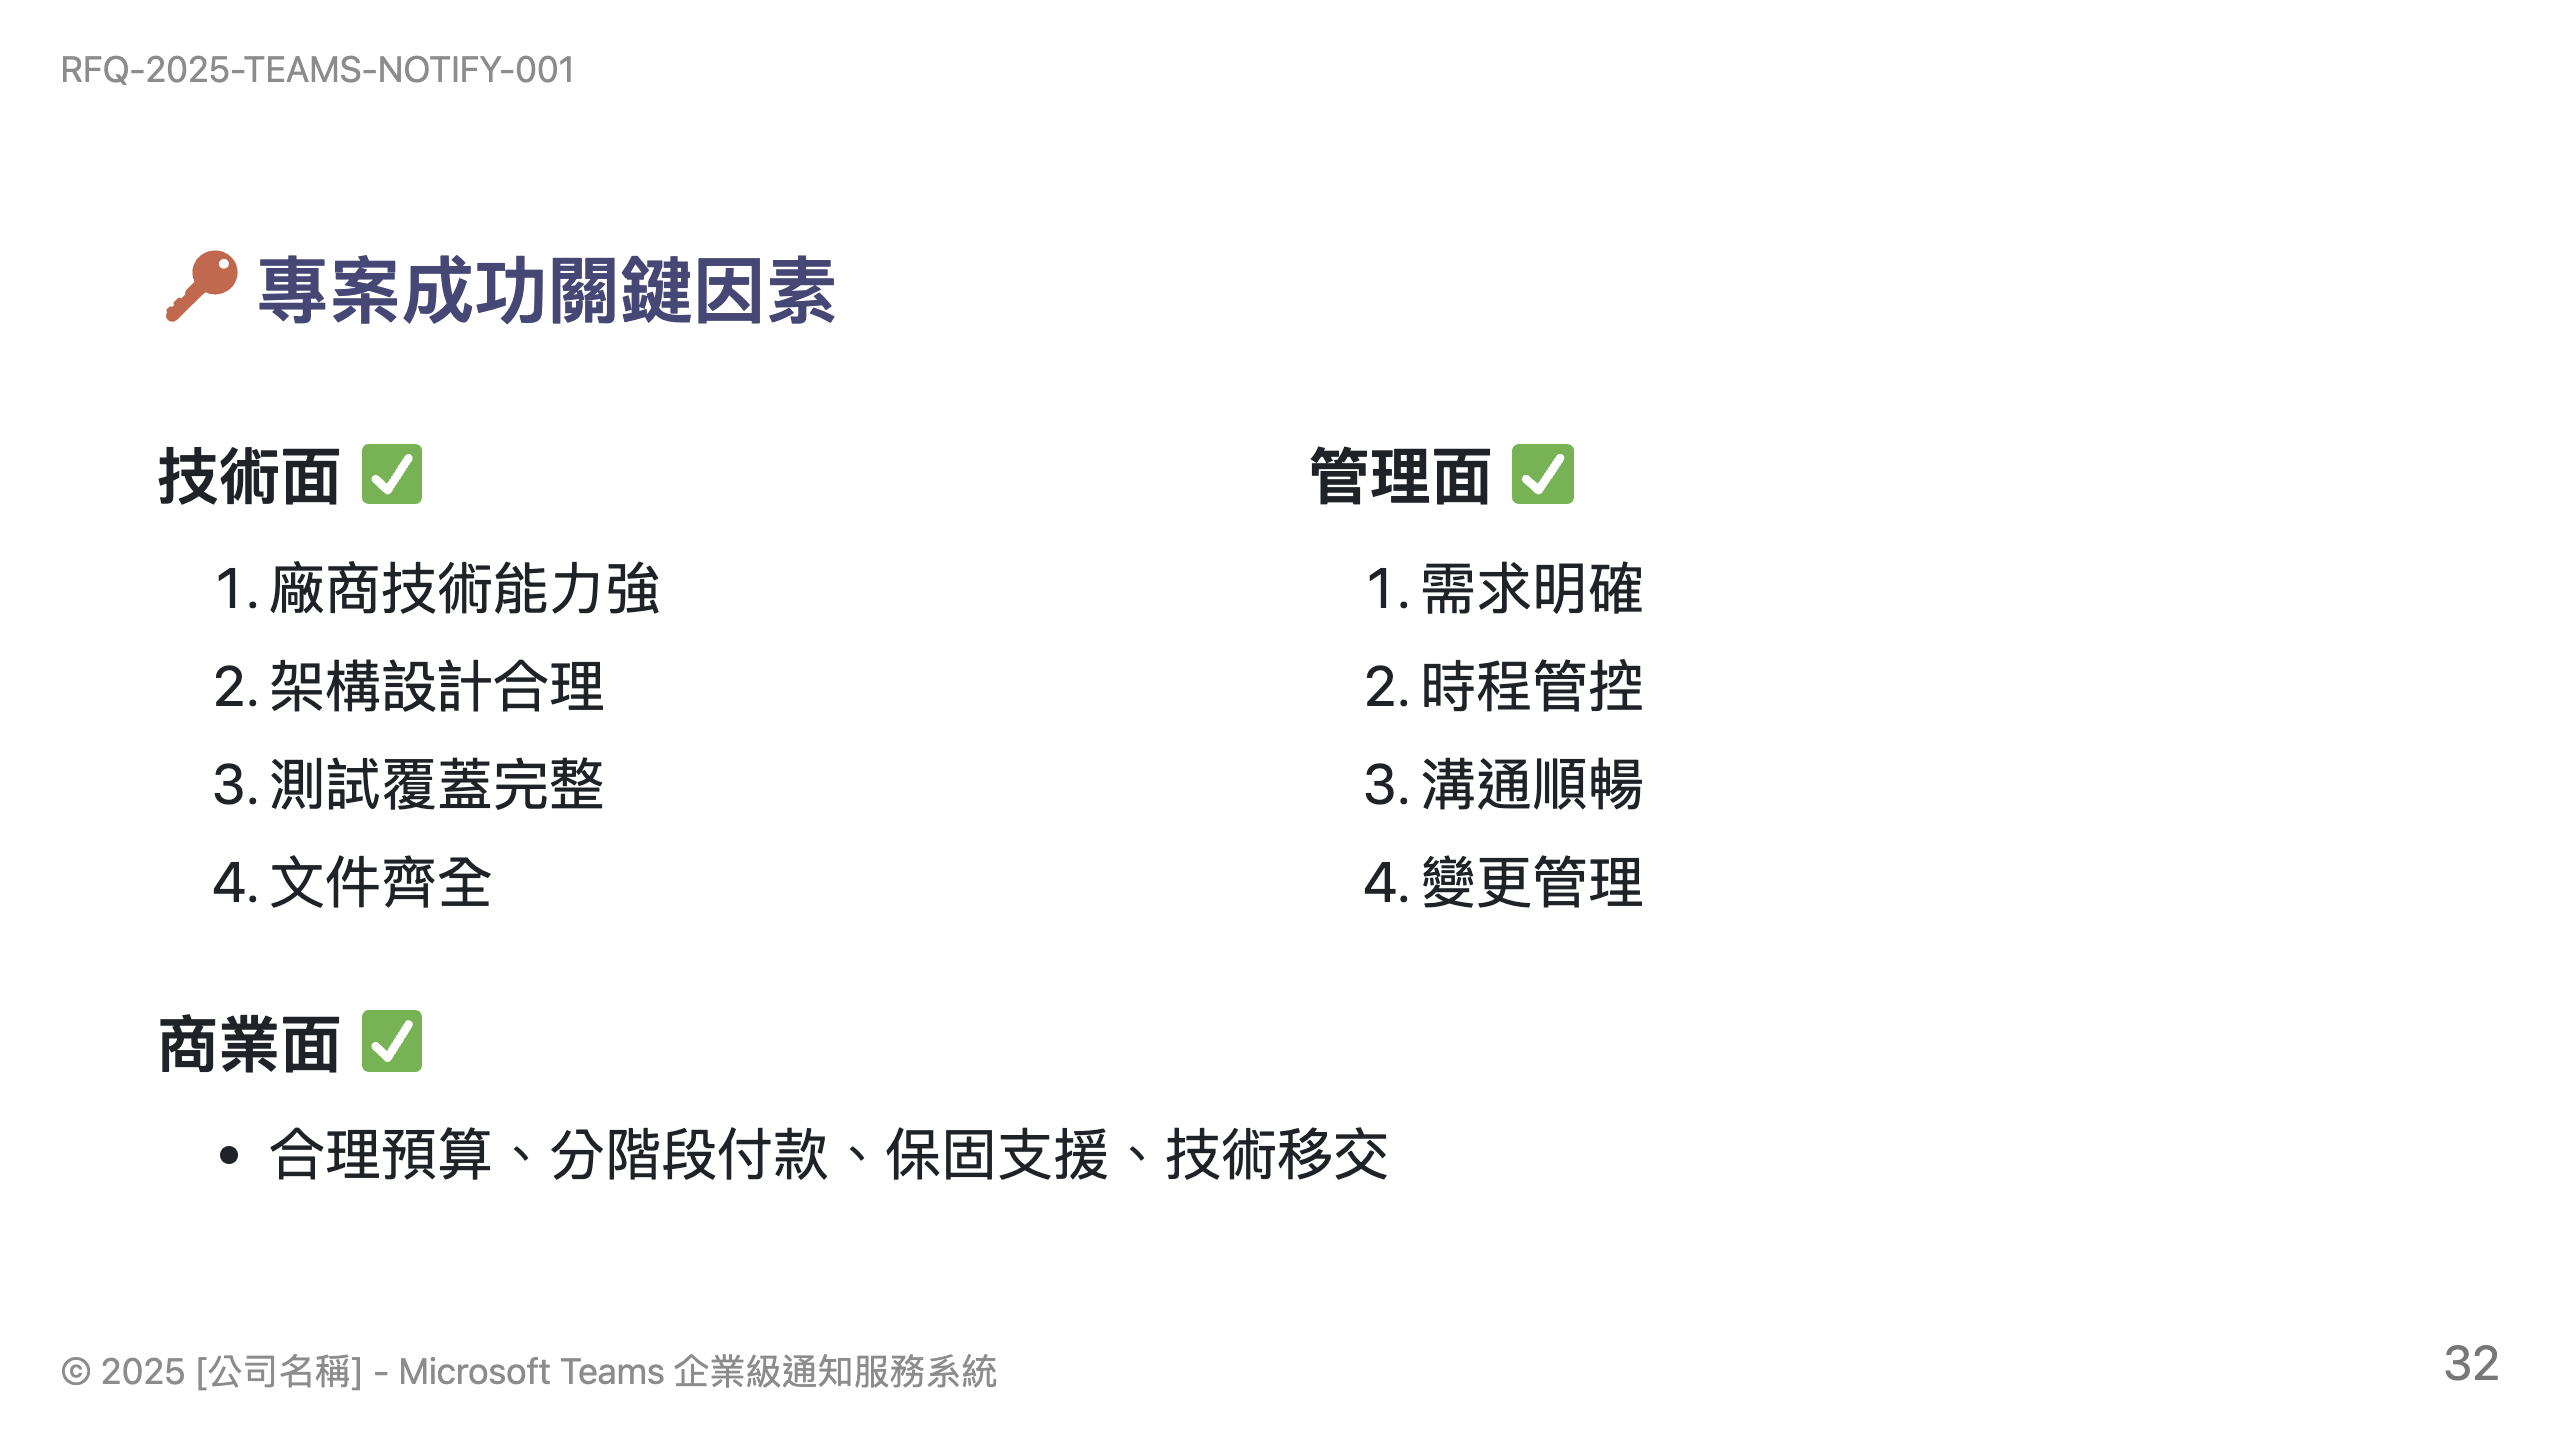 RFQ-2025-TEAMS-NOTIFY-001
🔑 專案成功關鍵因素
技術面 ✅
1. 廠商技術能力強
2. 架構設計合理
3. 測試覆蓋完整
4. 文件齊全
管理面 ✅
1. 需求明確
2. 時程管控
3. 溝通順暢
4. 變更管理
商業面 ✅
• 合理預算、分階段付款、保固支援、技術移交
© 2025 [公司名稱] - Microsoft Teams 企業級通知服務系統
32